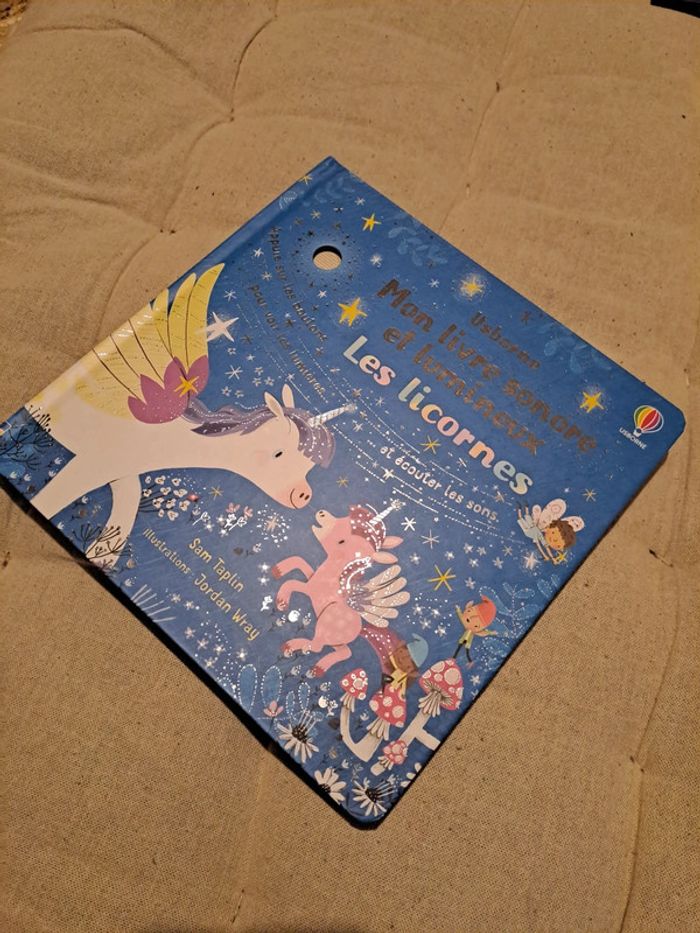 Usborne
Mon livre sonore
et lumineux
Les licornes
Appuie sur les boutons
pour voir les lumières
et écouter les sons.
Sam Taplin
Illustrations : Jordan Wray
USBORNE